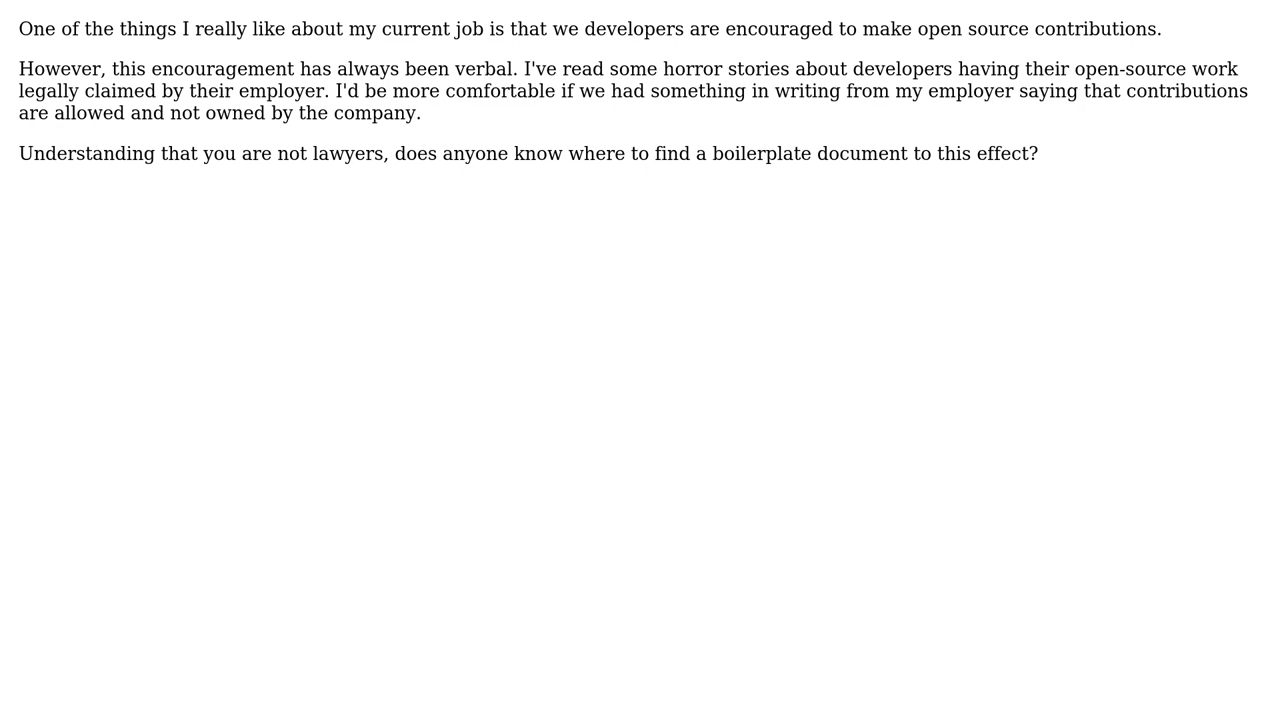 One of the things I really like about my current job is that we developers are encouraged to make open source contributions.
However, this encouragement has always been verbal. I've read some horror stories about developers having their open-source work
legally claimed by their employer. I'd be more comfortable if we had something in writing from my employer saying that contributions
are allowed and not owned by the company.
Understanding that you are not lawyers, does anyone know where to find a boilerplate document to this effect?